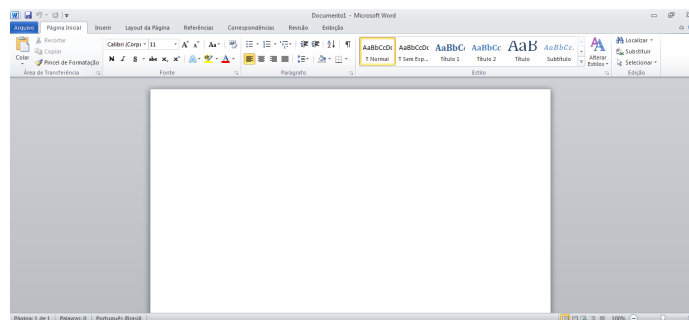 Documento1 - Microsoft Word
Arquivo Página Inicial Inserir Layout da Página Referências Correspondências Revisão Exibição
Colar
Recortar
Copiar
Pincel de Formatação
Área de Transferência
Calibri (Corpo 11
N I S abc x, x²
Fonte
Parágrafo
AaBbCcDc AaBbCcDc AaBbC AaBbCc AaB AaBbCc.
¶ Normal ¶ Sem Esp... Título 1 Título 2 Título Subtítulo
Alterar
Estilos
Estilo
Localizar
Substituir
Selecionar
Edição
Página: 1 de 1 Palavras: 0 Português (Brasil) 100%